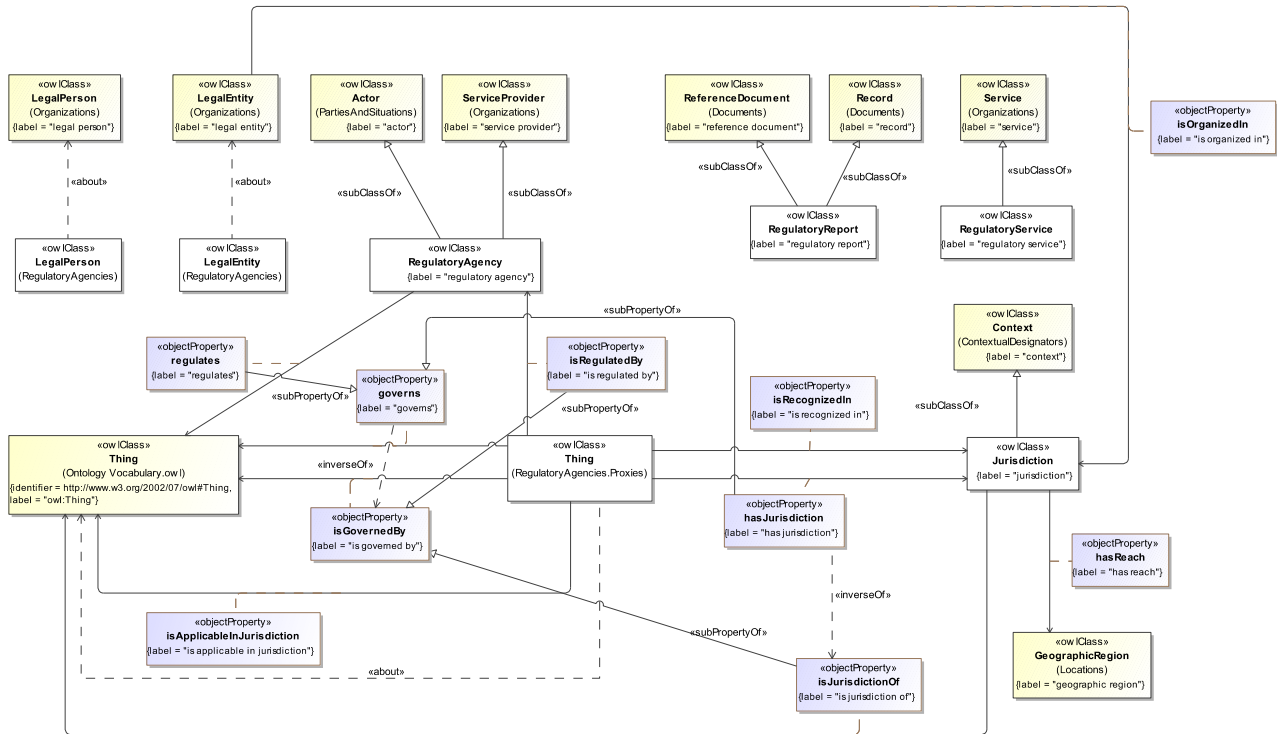 «owlClass»
LegalPerson
(Organizations)
{label = "legal person"}
«owlClass»
LegalEntity
(Organizations)
{label = "legal entity"}
«owlClass»
Actor
(PartiesAndSituations)
{label = "actor"}
«owlClass»
ServiceProvider
(Organizations)
{label = "service provider"}
«owlClass»
ReferenceDocument
(Documents)
{label = "reference document"}
«owlClass»
Record
(Documents)
{label = "record"}
«owlClass»
Service
(Organizations)
{label = "service"}
«objectProperty»
isOrganizedIn
{label = "is organized in"}
«about»
«about»
«subClassOf»
«subClassOf»
«subClassOf»
«subClassOf»
«subClassOf»
«owlClass»
LegalPerson
(RegulatoryAgencies)
«owlClass»
LegalEntity
(RegulatoryAgencies)
«owlClass»
RegulatoryAgency
{label = "regulatory agency"}
«owlClass»
RegulatoryReport
{label = "regulatory report"}
«owlClass»
RegulatoryService
{label = "regulatory service"}
«subPropertyOf»
«owlClass»
Context
(ContextualDesignators)
{label = "context"}
«objectProperty»
regulates
{label = "regulates"}
«subPropertyOf»
«objectProperty»
governs
{label = "governs"}
«objectProperty»
isRegulatedBy
{label = "is regulated by"}
«subPropertyOf»
«objectProperty»
isRecognizedIn
{label = "is recognized in"}
«subClassOf»
«owlClass»
Thing
(Ontology Vocabulary.owl)
{identifier = http://www.w3.org/2002/07/owl#Thing,
label = "owl:Thing"}
«inverseOf»
«owlClass»
Thing
(RegulatoryAgencies.Proxies)
«owlClass»
Jurisdiction
{label = "jurisdiction"}
«objectProperty»
isGovernedBy
{label = "is governed by"}
«objectProperty»
hasJurisdiction
{label = "has jurisdiction"}
«objectProperty»
hasReach
{label = "has reach"}
«inverseOf»
«objectProperty»
isApplicableInJurisdiction
{label = "is applicable in jurisdiction"}
«subPropertyOf»
«about»
«objectProperty»
isJurisdictionOf
{label = "is jurisdiction of"}
«owlClass»
GeographicRegion
(Locations)
{label = "geographic region"}